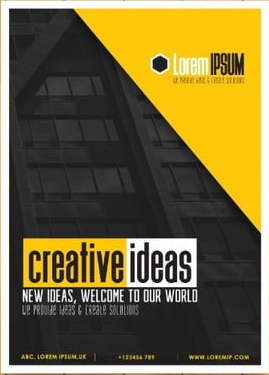 Lorem IPSUM
WE PROVIDE IDEAS & CREATE SOLUTIONS
creative ideas
NEW IDEAS, WELCOME TO OUR WORLD
WE PROVIDE IDEAS & CREATE SOLUTIONS
ABC, LOREM IPSUM,UK | +123456 789 | WWW.LOREMIP.COM